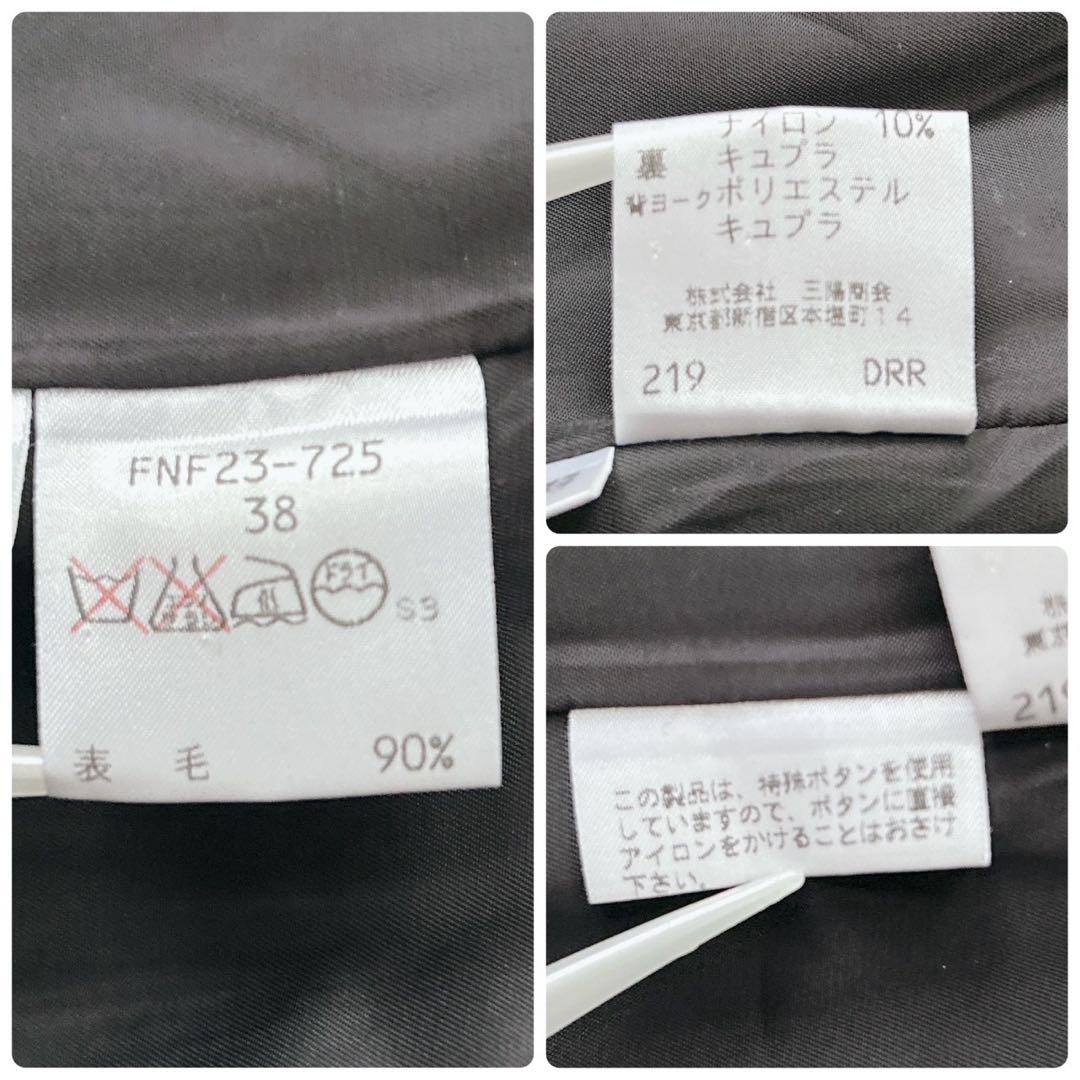 FNF23-725
38
ドライ
S3
表 毛 90%
ナイロン 10%
裏 キュプラ
背ヨーク ポリエステル
キュプラ
株式会社 三陽商会
東京都新宿区本塩町14
219 DRR
219
この製品は、特殊ボタンを使用
していますので、ボタンに直接
アイロンをかけることはおさけ
下さい。